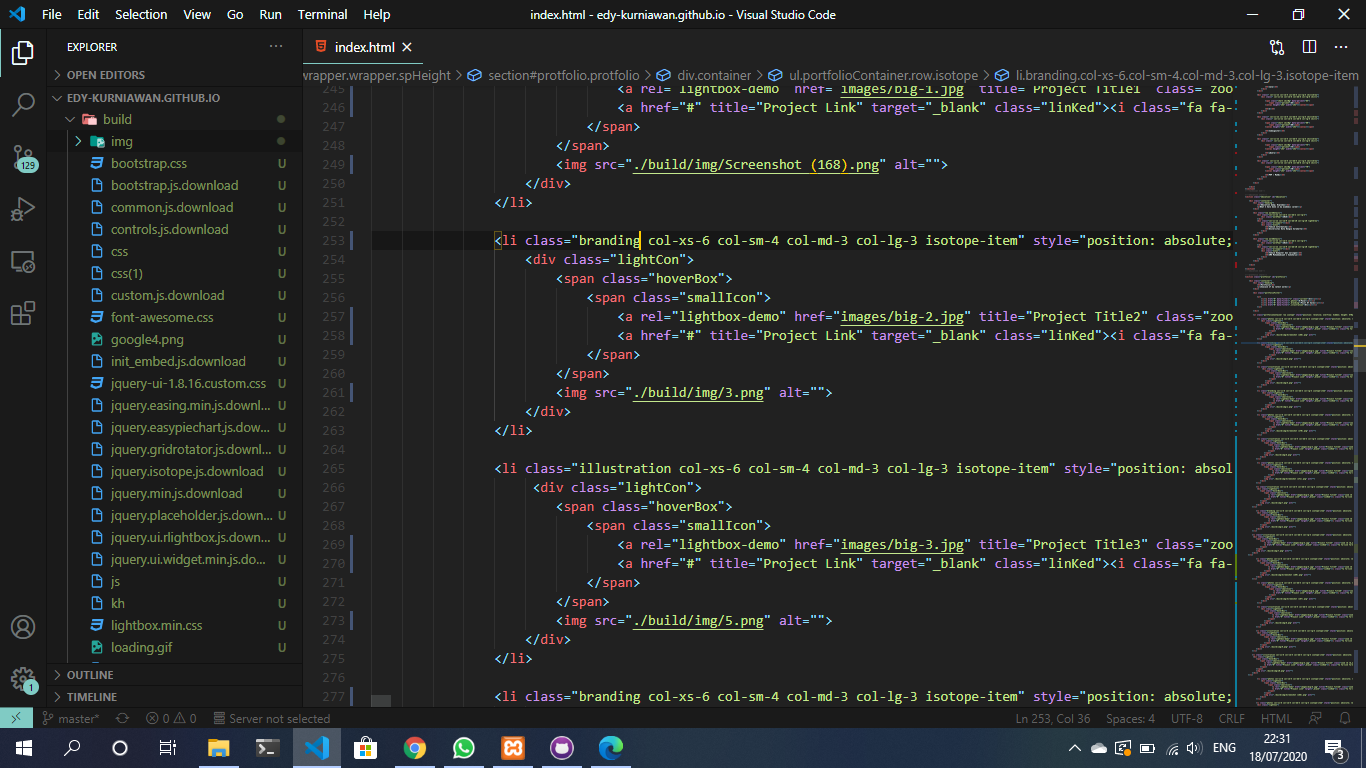 File Edit Selection View Go Run Terminal Help
index.html - edy-kurniawan.github.io - Visual Studio Code
EXPLORER
index.html
OPEN EDITORS
wrapper.wrapper.spHeight > section#protfolio.protfolio > div.container > ul.portfolioContainer.row.isotope > li.branding.col-xs-6.col-sm-4.col-md-3.col-lg-3.isotope-item
EDY-KURNIAWAN.GITHUB.IO
build
img
bootstrap.css U
bootstrap.js.download U
common.js.download U
controls.js.download U
css U
css(1) U
custom.js.download U
font-awesome.css U
google4.png U
init_embed.js.download U
jquery-ui-1.8.16.custom.css U
jquery.easing.min.js.downl... U
jquery.easypiechart.js.dow... U
jquery.gridrotator.js.downl... U
jquery.isotope.js.download U
jquery.min.js.download U
jquery.placeholder.js.down... U
jquery.ui.rlightbox.js.down... U
jquery.ui.widget.min.js.do... U
js U
kh U
lightbox.min.css U
loading.gif U
OUTLINE
TIMELINE
129
1
245 <a rel="lightbox-demo" href="images/big-1.jpg" title="Project Title1" class="zoo
246 <a href="#" title="Project Link" target="_blank" class="linKed"><i class="fa fa-
247 </span>
248 </span>
249 <img src="./build/img/Screenshot (168).png" alt="">
250 </div>
251 </li>
252
253 <li class="branding col-xs-6 col-sm-4 col-md-3 col-lg-3 isotope-item" style="position: absolute;
254 <div class="lightCon">
255 <span class="hoverBox">
256 <span class="smallIcon">
257 <a rel="lightbox-demo" href="images/big-2.jpg" title="Project Title2" class="zoo
258 <a href="#" title="Project Link" target="_blank" class="linKed"><i class="fa fa-
259 </span>
260 </span>
261 <img src="./build/img/3.png" alt="">
262 </div>
263 </li>
264
265 <li class="illustration col-xs-6 col-sm-4 col-md-3 col-lg-3 isotope-item" style="position: absol
266 <div class="lightCon">
267 <span class="hoverBox">
268 <span class="smallIcon">
269 <a rel="lightbox-demo" href="images/big-3.jpg" title="Project Title3" class="zoo
270 <a href="#" title="Project Link" target="_blank" class="linKed"><i class="fa fa-
271 </span>
272 </span>
273 <img src="./build/img/5.png" alt="">
274 </div>
275 </li>
276
277 <li class="branding col-xs-6 col-sm-4 col-md-3 col-lg-3 isotope-item" style="position: absolute;
master* 0 0 Server not selected Ln 253, Col 36 Spaces: 4 UTF-8 CRLF HTML
ENG 22:31
18/07/2020 3